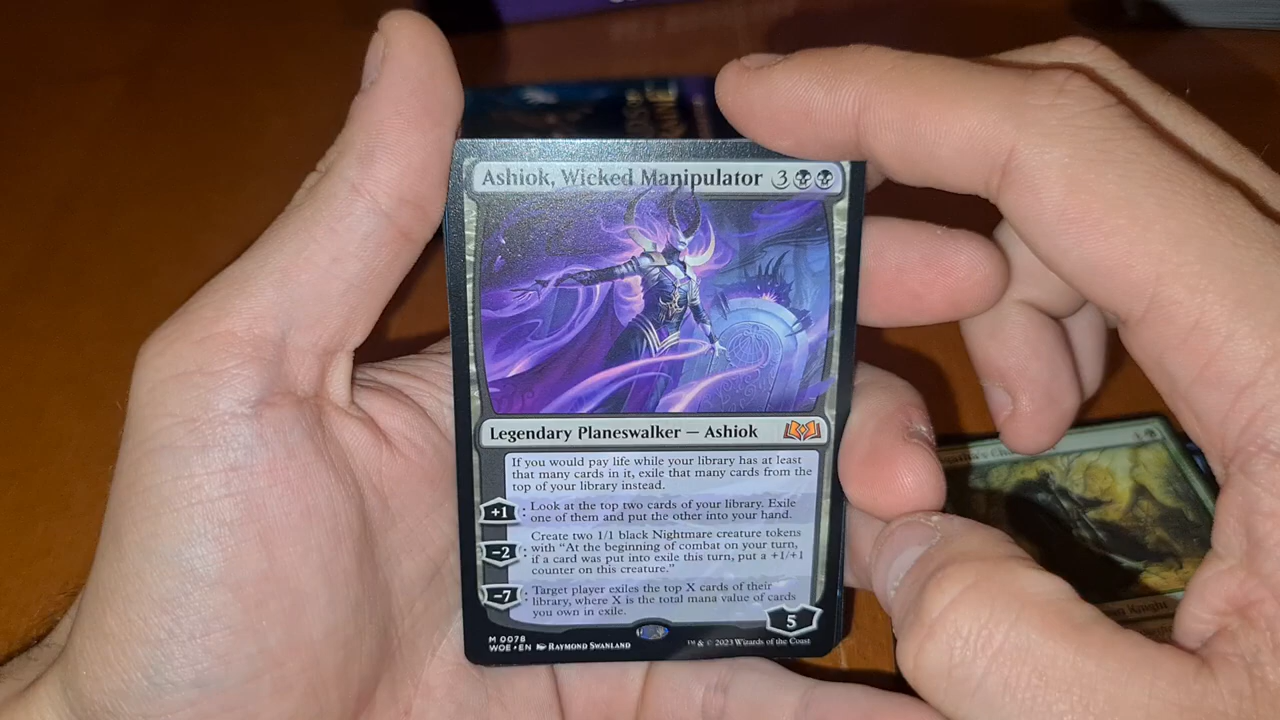 Ashiok, Wicked Manipulator 3
Legendary Planeswalker — Ashiok
If you would pay life while your library has at least
that many cards in it, exile that many cards from the
top of your library instead.
+1: Look at the top two cards of your library. Exile
one of them and put the other into your hand.
−2: Create two 1/1 black Nightmare creature tokens
with “At the beginning of combat on your turn,
if a card was put into exile this turn, put a +1/+1
counter on this creature.”
−7: Target player exiles the top X cards of their
library, where X is the total mana value of cards
you own in exile.
5
M 0078
WOE • EN Raymond Swanland
™ & © 2023 Wizards of the Coast
Knight